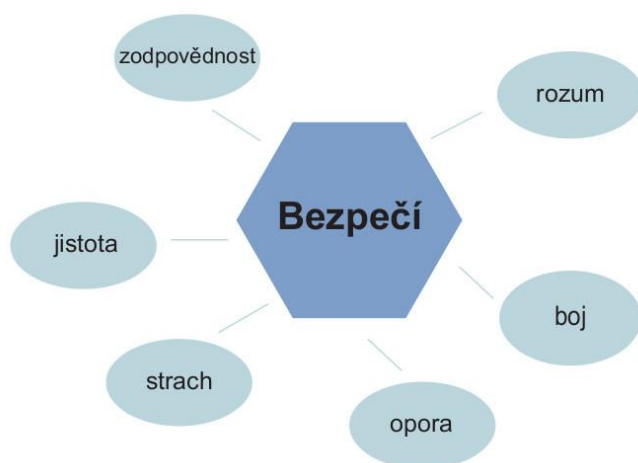 zodpovědnost
rozum
Bezpečí
jistota
boj
strach
opora